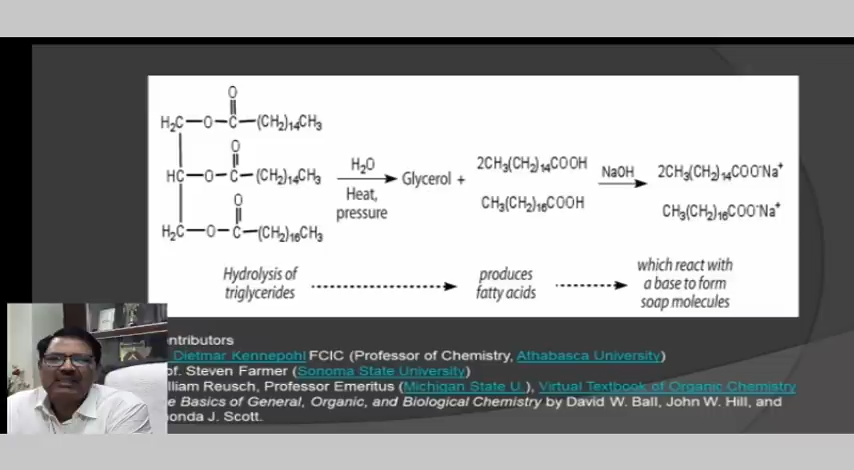 O
H₂C—O—C—(CH₂)₁₄CH₃
O
HC—O—C—(CH₂)₁₄CH₃
O
H₂C—O—C—(CH₂)₁₆CH₃
H₂O
Heat,
pressure
Glycerol +
2CH₃(CH₂)₁₄COOH
CH₃(CH₂)₁₆COOH
NaOH
2CH₃(CH₂)₁₄COO⁻Na⁺
CH₃(CH₂)₁₆COO⁻Na⁺
Hydrolysis of
triglycerides
produces
fatty acids
which react with
a base to form
soap molecules
ontributors
Dietmar Kennepohl FCIC (Professor of Chemistry, Athabasca University)
of. Steven Farmer (Sonoma State University)
lliam Reusch, Professor Emeritus (Michigan State U.), Virtual Textbook of Organic Chemistry
e Basics of General, Organic, and Biological Chemistry by David W. Ball, John W. Hill, and
onda J. Scott.